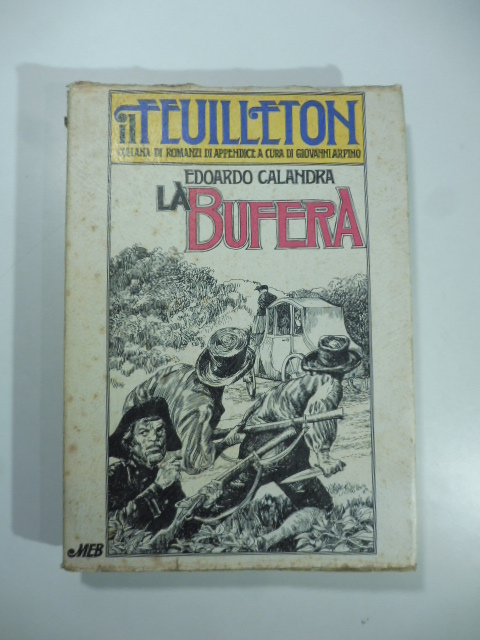 il FEUILLETON
COLLANA DI ROMANZI DI APPENDICE A CURA DI GIOVANNI ARPINO
EDOARDO CALANDRA
LA BUFERA
MEB